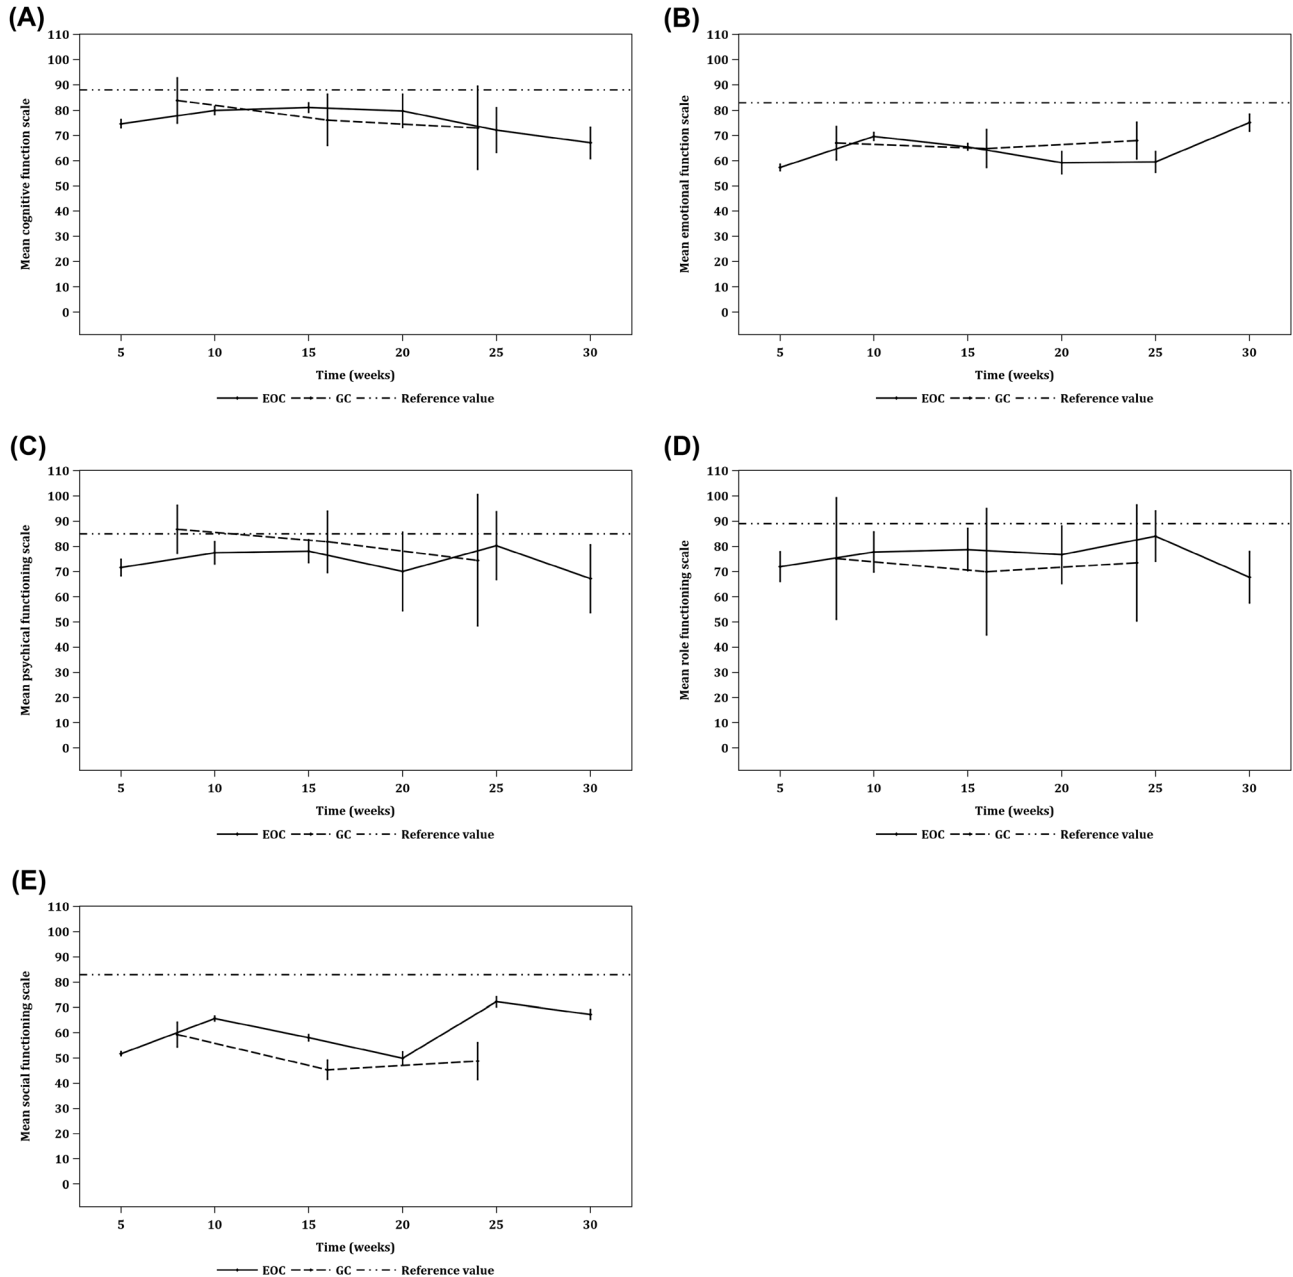 (A)
110
100
90
80
70
60
50
40
30
20
10
0
Mean cognitive function scale
5 10 15 20 25 30
Time (weeks)
EOC GC Reference value
(B)
110
100
90
80
70
60
50
40
30
20
10
0
Mean emotional function scale
5 10 15 20 25 30
Time (weeks)
EOC GC Reference value
(C)
110
100
90
80
70
60
50
40
30
20
10
0
Mean psychical functioning scale
5 10 15 20 25 30
Time (weeks)
EOC GC Reference value
(D)
110
100
90
80
70
60
50
40
30
20
10
0
Mean role functioning scale
5 10 15 20 25 30
Time (weeks)
EOC GC Reference value
(E)
110
100
90
80
70
60
50
40
30
20
10
0
Mean social functioning scale
5 10 15 20 25 30
Time (weeks)
EOC GC Reference value